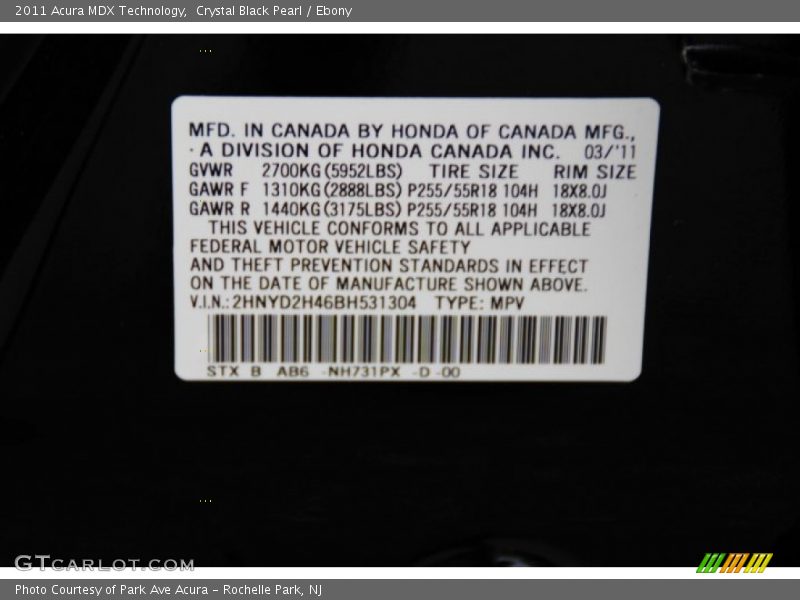 2011 Acura MDX Technology, Crystal Black Pearl / Ebony
MFD. IN CANADA BY HONDA OF CANADA MFG.,
A DIVISION OF HONDA CANADA INC. 03/'11
GVWR 2700KG(5952LBS) TIRE SIZE RIM SIZE
GAWR F 1310KG(2888LBS) P255/55R18 104H 18X8.0J
GAWR R 1440KG(3175LBS) P255/55R18 104H 18X8.0J
THIS VEHICLE CONFORMS TO ALL APPLICABLE
FEDERAL MOTOR VEHICLE SAFETY
AND THEFT PREVENTION STANDARDS IN EFFECT
ON THE DATE OF MANUFACTURE SHOWN ABOVE.
V.I.N.:2HNYD2H46BH531304 TYPE: MPV
STX B AB6 -NH731PX -D -00
GTCARLOT.COM
Photo Courtesy of Park Ave Acura - Rochelle Park, NJ